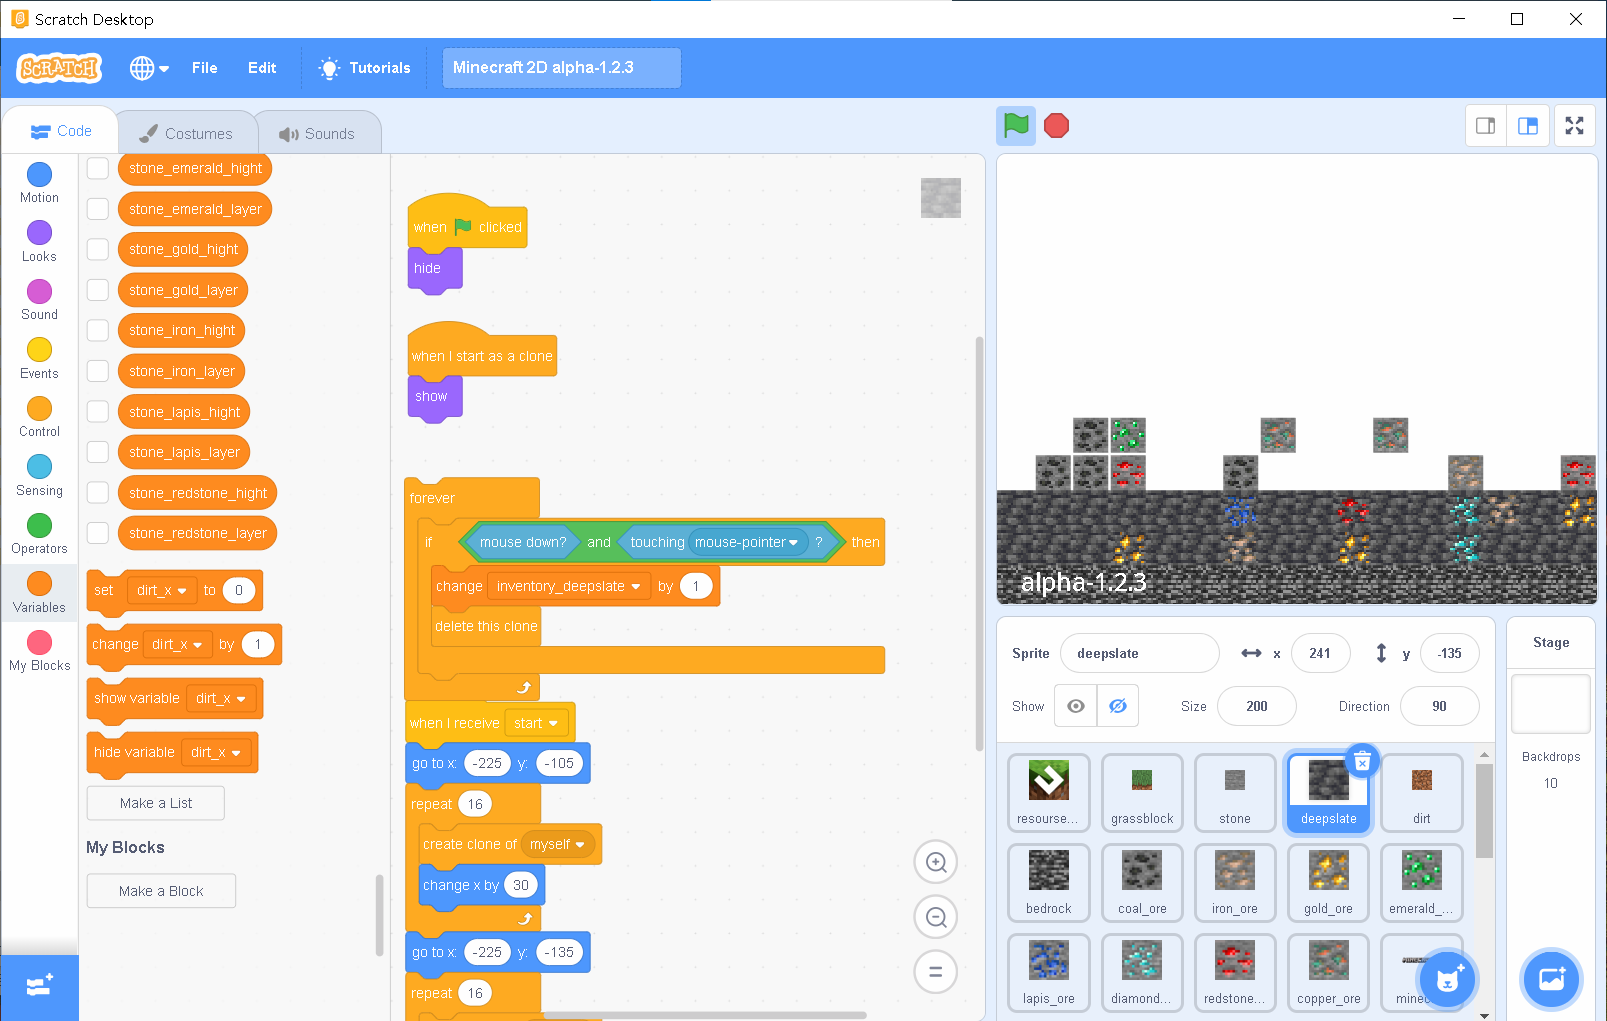 Scratch Desktop
SCRATCH
File
Edit
Tutorials
Minecraft 2D alpha-1.2.3
Code
Costumes
Sounds
Motion
Looks
Sound
Events
Control
Sensing
Operators
Variables
My Blocks
stone_emerald_hight
stone_emerald_layer
stone_gold_hight
stone_gold_layer
stone_iron_hight
stone_iron_layer
stone_lapis_hight
stone_lapis_layer
stone_redstone_hight
stone_redstone_layer
set dirt_x to 0
change dirt_x by 1
show variable dirt_x
hide variable dirt_x
Make a List
My Blocks
Make a Block
when clicked
hide
when I start as a clone
show
forever
if mouse down? and touching mouse-pointer ? then
change inventory_deepslate by 1
delete this clone
when I receive start
go to x: -225 y: -105
repeat 16
create clone of myself
change x by 30
go to x: -225 y: -135
repeat 16
alpha-1.2.3
Sprite deepslate x 241 y -135
Show Size 200 Direction 90
resourse...
grassblock
stone
deepslate
dirt
bedrock
coal_ore
iron_ore
gold_ore
emerald_...
lapis_ore
diamond...
redstone...
copper_ore
Stage
Backdrops
10